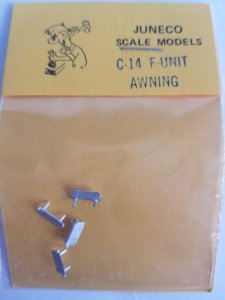 JUNECO
SCALE MODELS
C-14 F-UNIT
AWNING